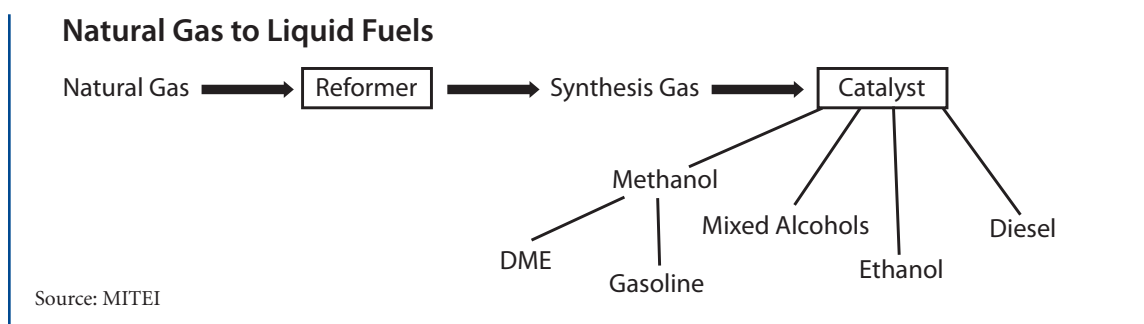 Natural Gas to Liquid Fuels
Natural Gas Reformer Synthesis Gas Catalyst
Methanol
Mixed Alcohols
Diesel
DME
Ethanol
Gasoline
Source: MITEI